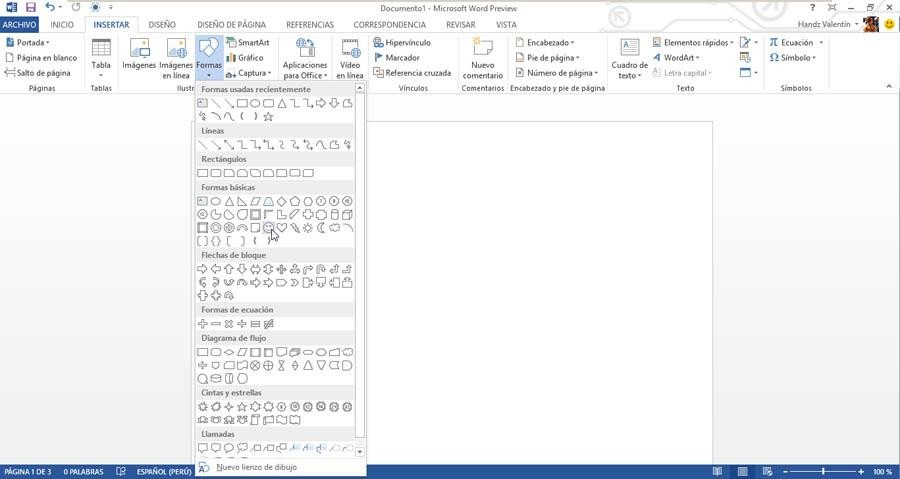 Documento1 - Microsoft Word Preview
ARCHIVO INICIO INSERTAR DISEÑO DISEÑO DE PÁGINA REFERENCIAS CORRESPONDENCIA REVISAR VISTA Handz Valentín
Portada
Página en blanco
Salto de página
Páginas
Tabla
Tablas
Imágenes
Imágenes
en línea
Formas
SmartArt
Gráfico
Captura
Ilustr
Aplicaciones
para Office
Vídeo
en línea
Hipervínculo
Marcador
Referencia cruzada
Vínculos
Nuevo
comentario
Comentarios
Encabezado
Pie de página
Número de página
Encabezado y pie de página
Cuadro de
texto
Elementos rápidos
WordArt
Letra capital
Texto
Ecuación
Símbolo
Símbolos
Formas usadas recientemente
Líneas
Rectángulos
Formas básicas
Flechas de bloque
Formas de ecuación
Diagrama de flujo
Cintas y estrellas
Llamadas
Nuevo lienzo de dibujo
PÁGINA 1 DE 3 0 PALABRAS ESPAÑOL (PERÚ) 100 %